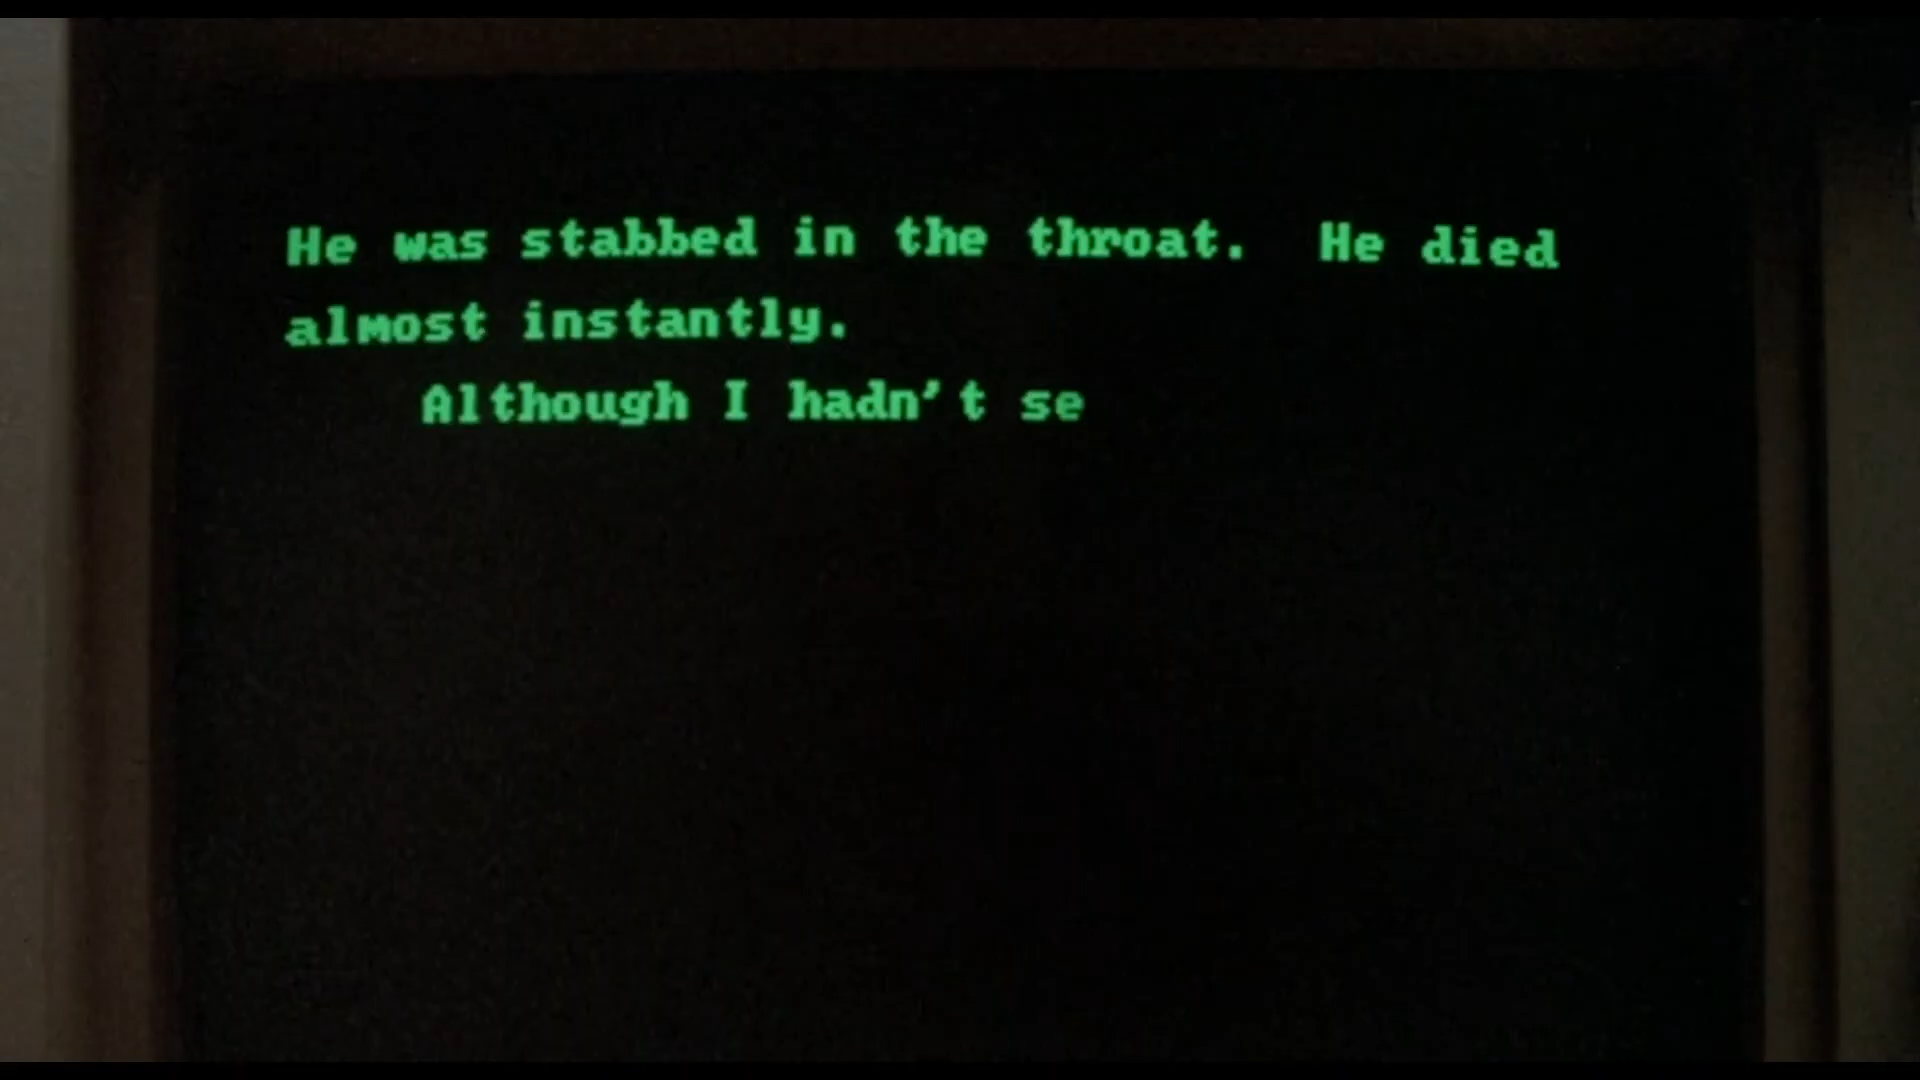 He was stabbed in the throat.  He died
almost instantly.
Although I hadn't se